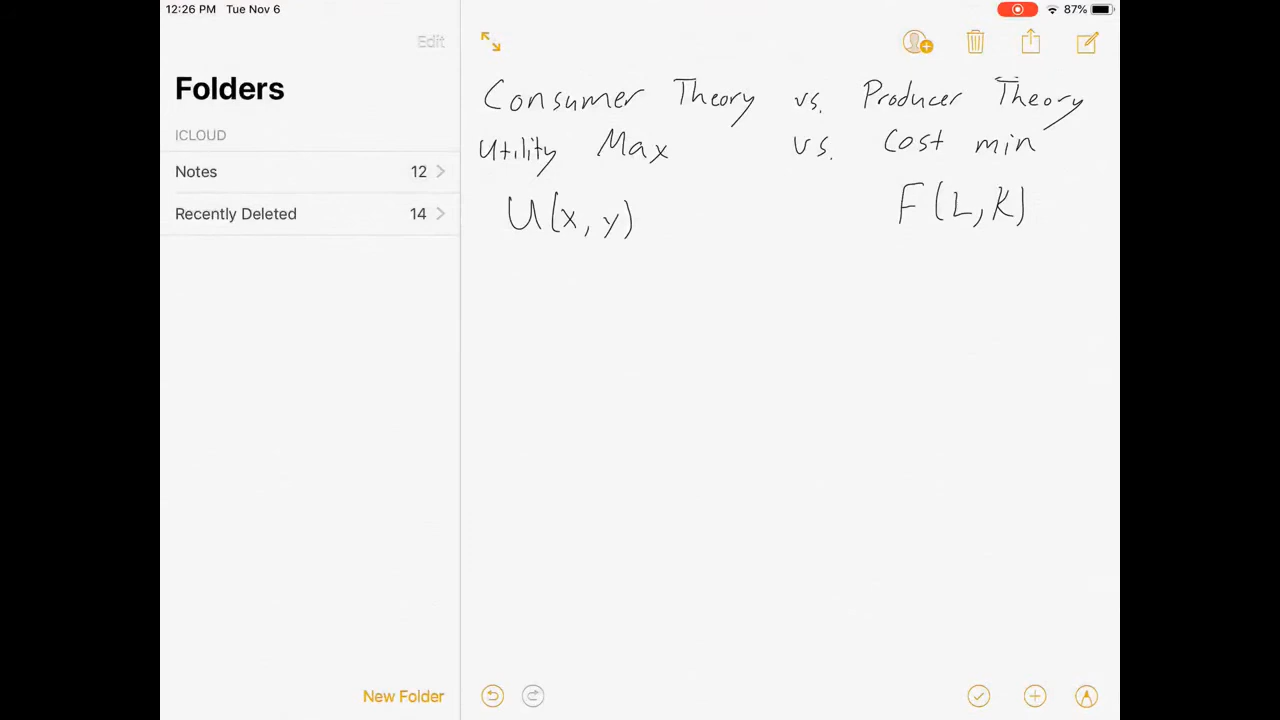 12:26 PM Tue Nov 6
87%
Edit
Folders
ICLOUD
Notes 12
Recently Deleted 14
New Folder
Consumer Theory vs. Producer Theory
Utility Max vs. Cost min
U(x,y) F(L,K)